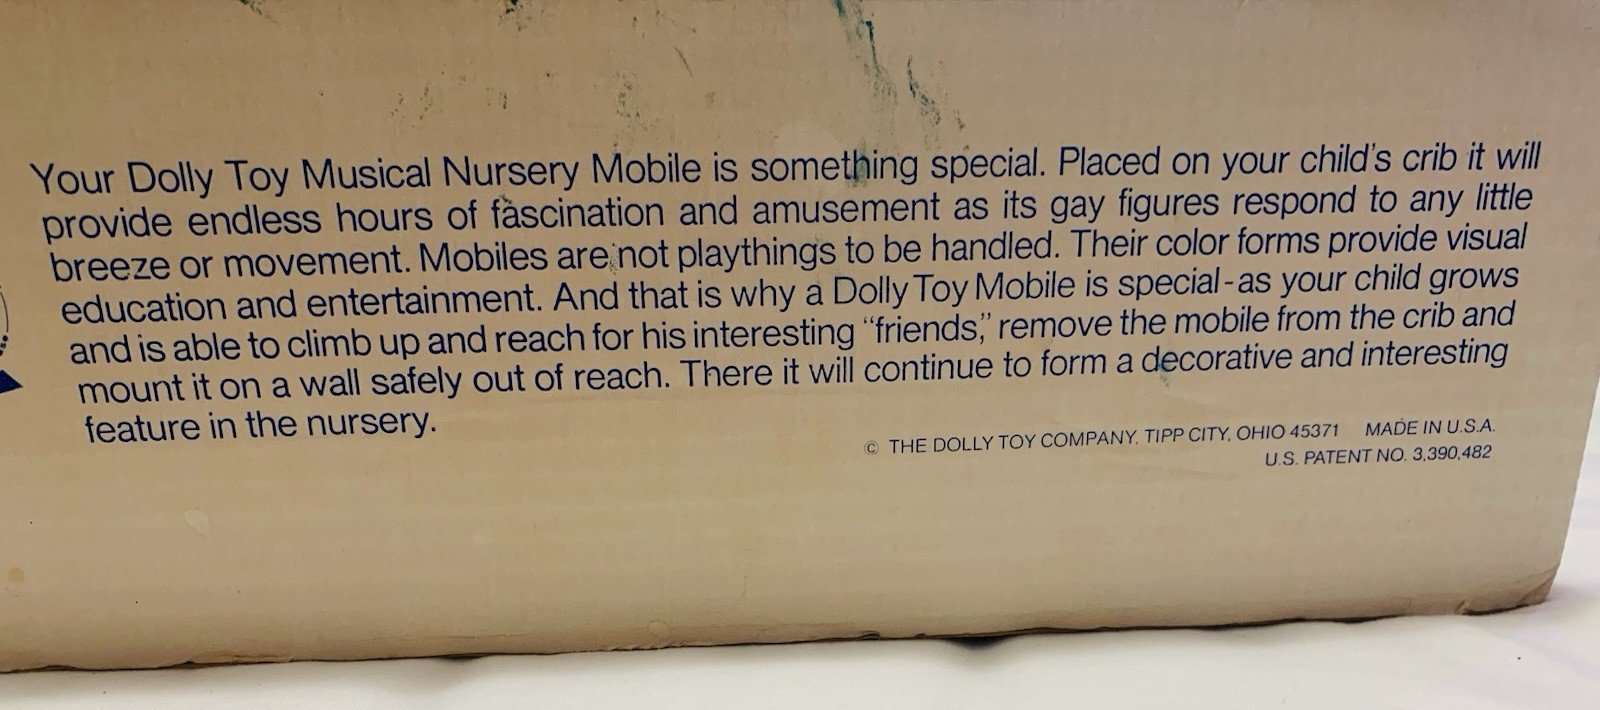 Your Dolly Toy Musical Nursery Mobile is something special. Placed on your child's crib it will
provide endless hours of fascination and amusement as its gay figures respond to any little
breeze or movement. Mobiles are not playthings to be handled. Their color forms provide visual
education and entertainment. And that is why a Dolly Toy Mobile is special-as your child grows
and is able to climb up and reach for his interesting “friends,” remove the mobile from the crib and
mount it on a wall safely out of reach. There it will continue to form a decorative and interesting
feature in the nursery.
© THE DOLLY TOY COMPANY, TIPP CITY, OHIO 45371 MADE IN U.S.A.
U.S. PATENT NO. 3,390,482